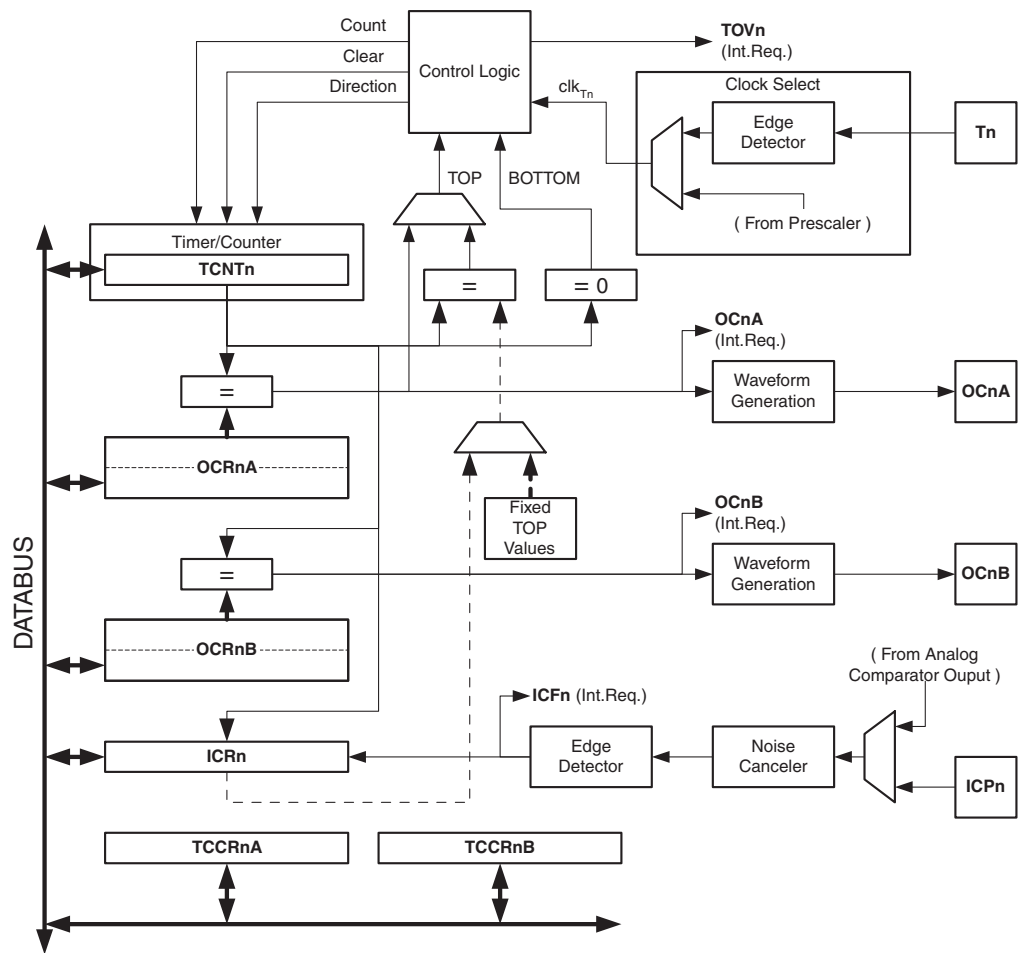 Count
Clear
Direction
Control Logic
TOVn
(Int.Req.)
clkTn
Clock Select
Edge
Detector
Tn
( From Prescaler )
TOP
BOTTOM
Timer/Counter
TCNTn
=
= 0
OCnA
(Int.Req.)
=
Waveform
Generation
OCnA
OCRnA
Fixed
TOP
Values
OCnB
(Int.Req.)
=
Waveform
Generation
OCnB
DATABUS
OCRnB
( From Analog
Comparator Ouput )
ICFn (Int.Req.)
ICRn
Edge
Detector
Noise
Canceler
ICPn
TCCRnA
TCCRnB